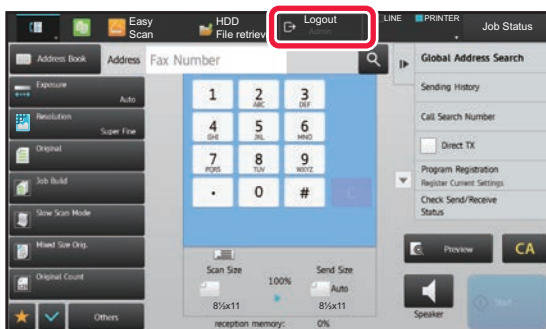 Easy
Scan
HDD
File retriev
Logout
Admin
LINE
PRINTER
Job Status
Address Book
Address
Fax Number
Global Address Search
Exposure
Auto
Resolution
Super Fine
Original
Job Build
Slow Scan Mode
Mixed Size Orig.
Original Count
Others
1
2
ABC
3
DEF
4
GHI
5
JKL
6
MNO
7
PQRS
8
TUV
9
WXYZ
.
0
#
C
Scan Size
100%
Send Size
Auto
8½x11
8½x11
reception memory:
0%
Sending History
Call Search Number
Direct TX
Program Registration
Register Current Settings
Check Send/Receive
Status
Preview
CA
Speaker
Start